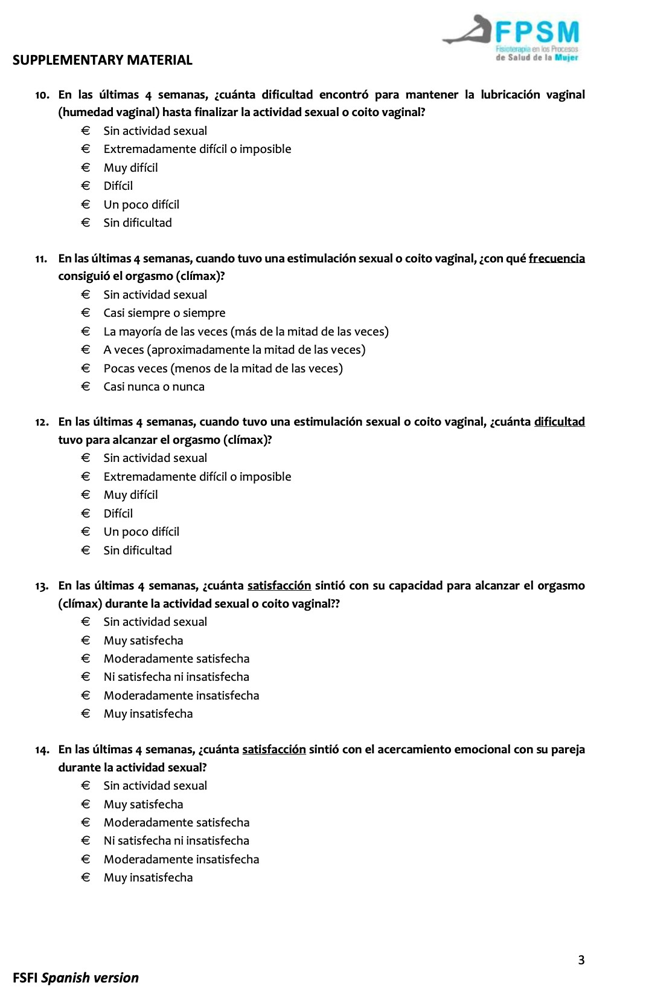 FPSM
Fisioterapia en los Procesos
de Salud de la Mujer
SUPPLEMENTARY MATERIAL
10. En las últimas 4 semanas, ¿cuánta dificultad encontró para mantener la lubricación vaginal
(humedad vaginal) hasta finalizar la actividad sexual o coito vaginal?
€ Sin actividad sexual
€ Extremadamente difícil o imposible
€ Muy difícil
€ Difícil
€ Un poco difícil
€ Sin dificultad
11. En las últimas 4 semanas, cuando tuvo una estimulación sexual o coito vaginal, ¿con qué frecuencia
consiguió el orgasmo (clímax)?
€ Sin actividad sexual
€ Casi siempre o siempre
€ La mayoría de las veces (más de la mitad de las veces)
€ A veces (aproximadamente la mitad de las veces)
€ Pocas veces (menos de la mitad de las veces)
€ Casi nunca o nunca
12. En las últimas 4 semanas, cuando tuvo una estimulación sexual o coito vaginal, ¿cuánta dificultad
tuvo para alcanzar el orgasmo (clímax)?
€ Sin actividad sexual
€ Extremadamente difícil o imposible
€ Muy difícil
€ Difícil
€ Un poco difícil
€ Sin dificultad
13. En las últimas 4 semanas, ¿cuánta satisfacción sintió con su capacidad para alcanzar el orgasmo
(clímax) durante la actividad sexual o coito vaginal??
€ Sin actividad sexual
€ Muy satisfecha
€ Moderadamente satisfecha
€ Ni satisfecha ni insatisfecha
€ Moderadamente insatisfecha
€ Muy insatisfecha
14. En las últimas 4 semanas, ¿cuánta satisfacción sintió con el acercamiento emocional con su pareja
durante la actividad sexual?
€ Sin actividad sexual
€ Muy satisfecha
€ Moderadamente satisfecha
€ Ni satisfecha ni insatisfecha
€ Moderadamente insatisfecha
€ Muy insatisfecha
3
FSFI Spanish version